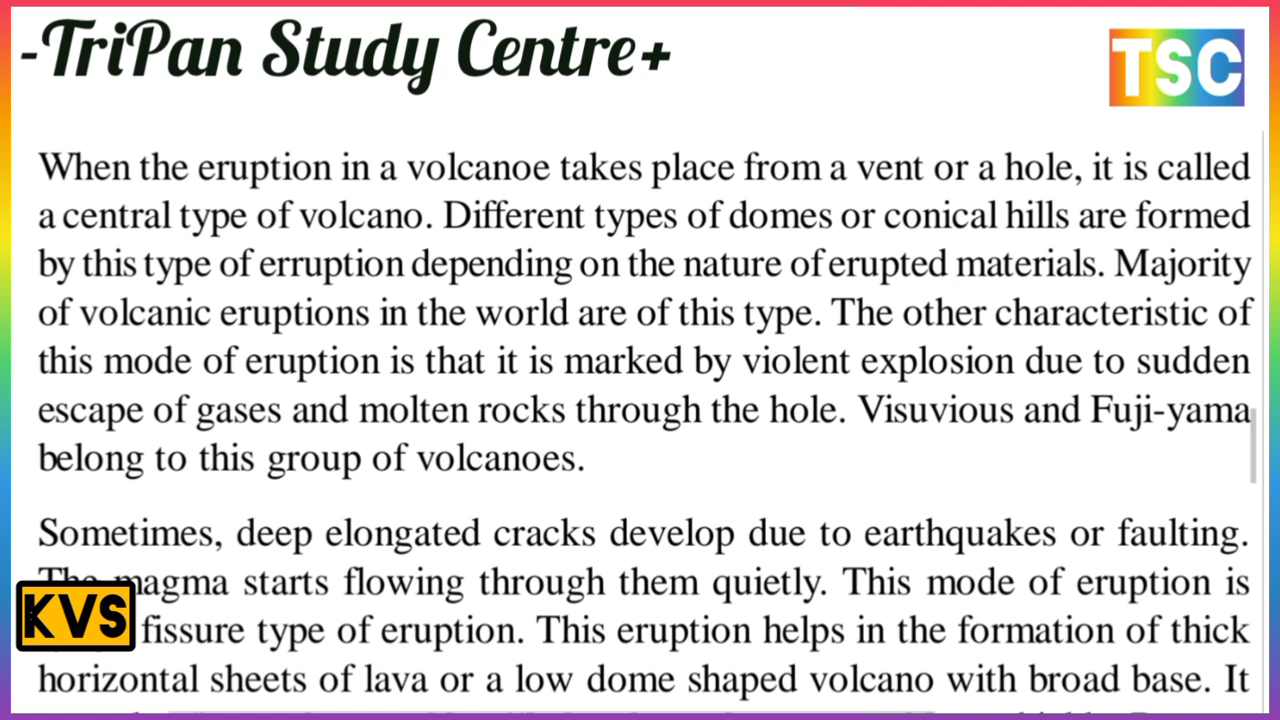 -TriPan Study Centre+
TSC
When the eruption in a volcanoe takes place from a vent or a hole, it is called
a central type of volcano. Different types of domes or conical hills are formed
by this type of erruption depending on the nature of erupted materials. Majority
of volcanic eruptions in the world are of this type. The other characteristic of
this mode of eruption is that it is marked by violent explosion due to sudden
escape of gases and molten rocks through the hole. Visuvious and Fuji-yama
belong to this group of volcanoes.
Sometimes, deep elongated cracks develop due to earthquakes or faulting.
The magma starts flowing through them quietly. This mode of eruption is
KVS
fissure type of eruption. This eruption helps in the formation of thick
horizontal sheets of lava or a low dome shaped volcano with broad base. It